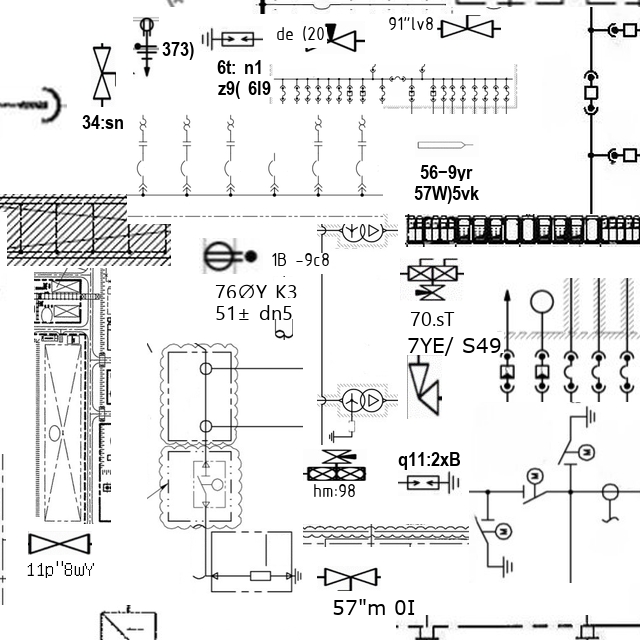 de (20
91"lv8
373)
6t: n1
z9( 6l9
34:sn
56-9yr
57W)5vk
1B -9c8
76ØY K3
51± dn5
70.sT
7YE/ S49
q11:2xB
hm:98
11p"8wY
57"m 0I